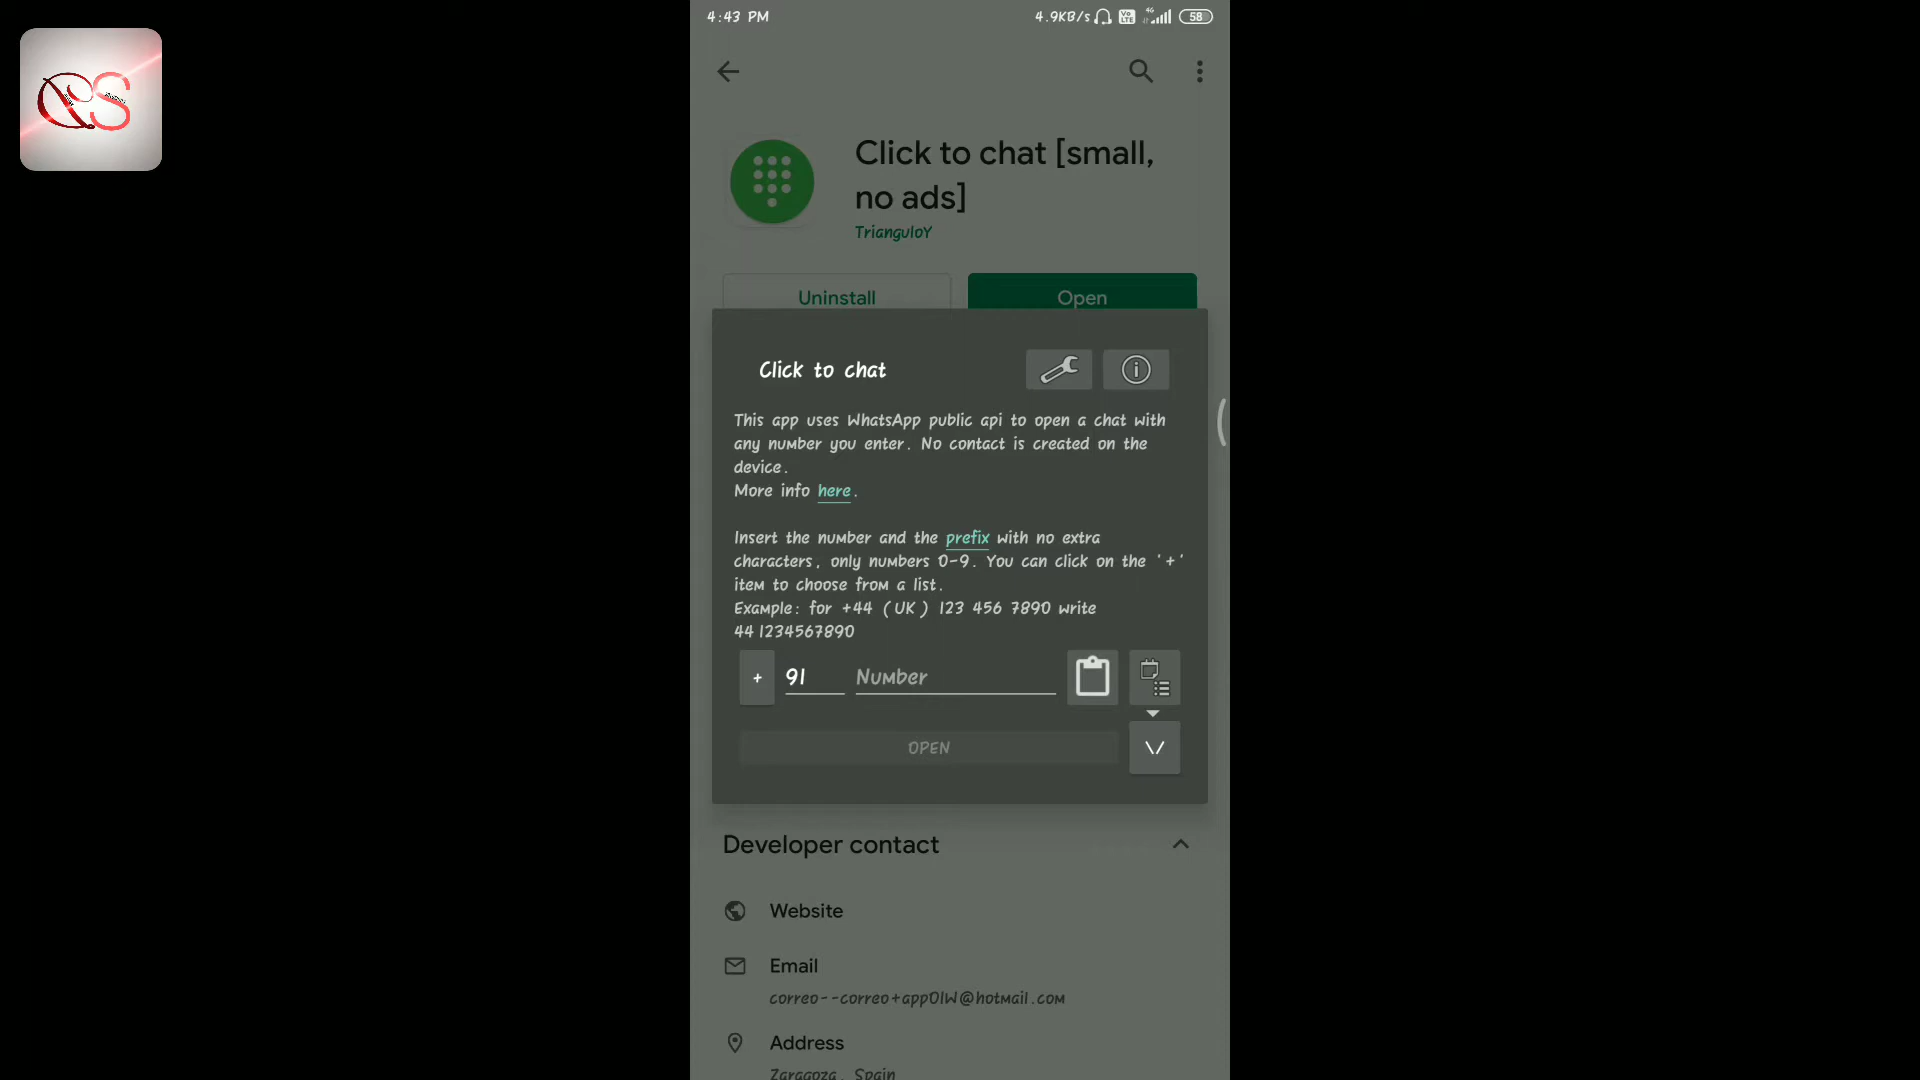 4:43 PM
4.9KB/s Vo LTE 4G 58
Click to chat [small,
no ads]
TrianguloY
Uninstall
Open
Click to chat
This app uses WhatsApp public api to open a chat with
any number you enter. No contact is created on the
device.
More info here.
Insert the number and the prefix with no extra
characters, only numbers 0-9. You can click on the '+'
item to choose from a list.
Example: for +44 (UK) 123 456 7890 write
44 1234567890
+ 91 Number
OPEN
\/
Developer contact
Website
Email
correo--correo+app01W@hotmail.com
Address
Zaragoza, Spain